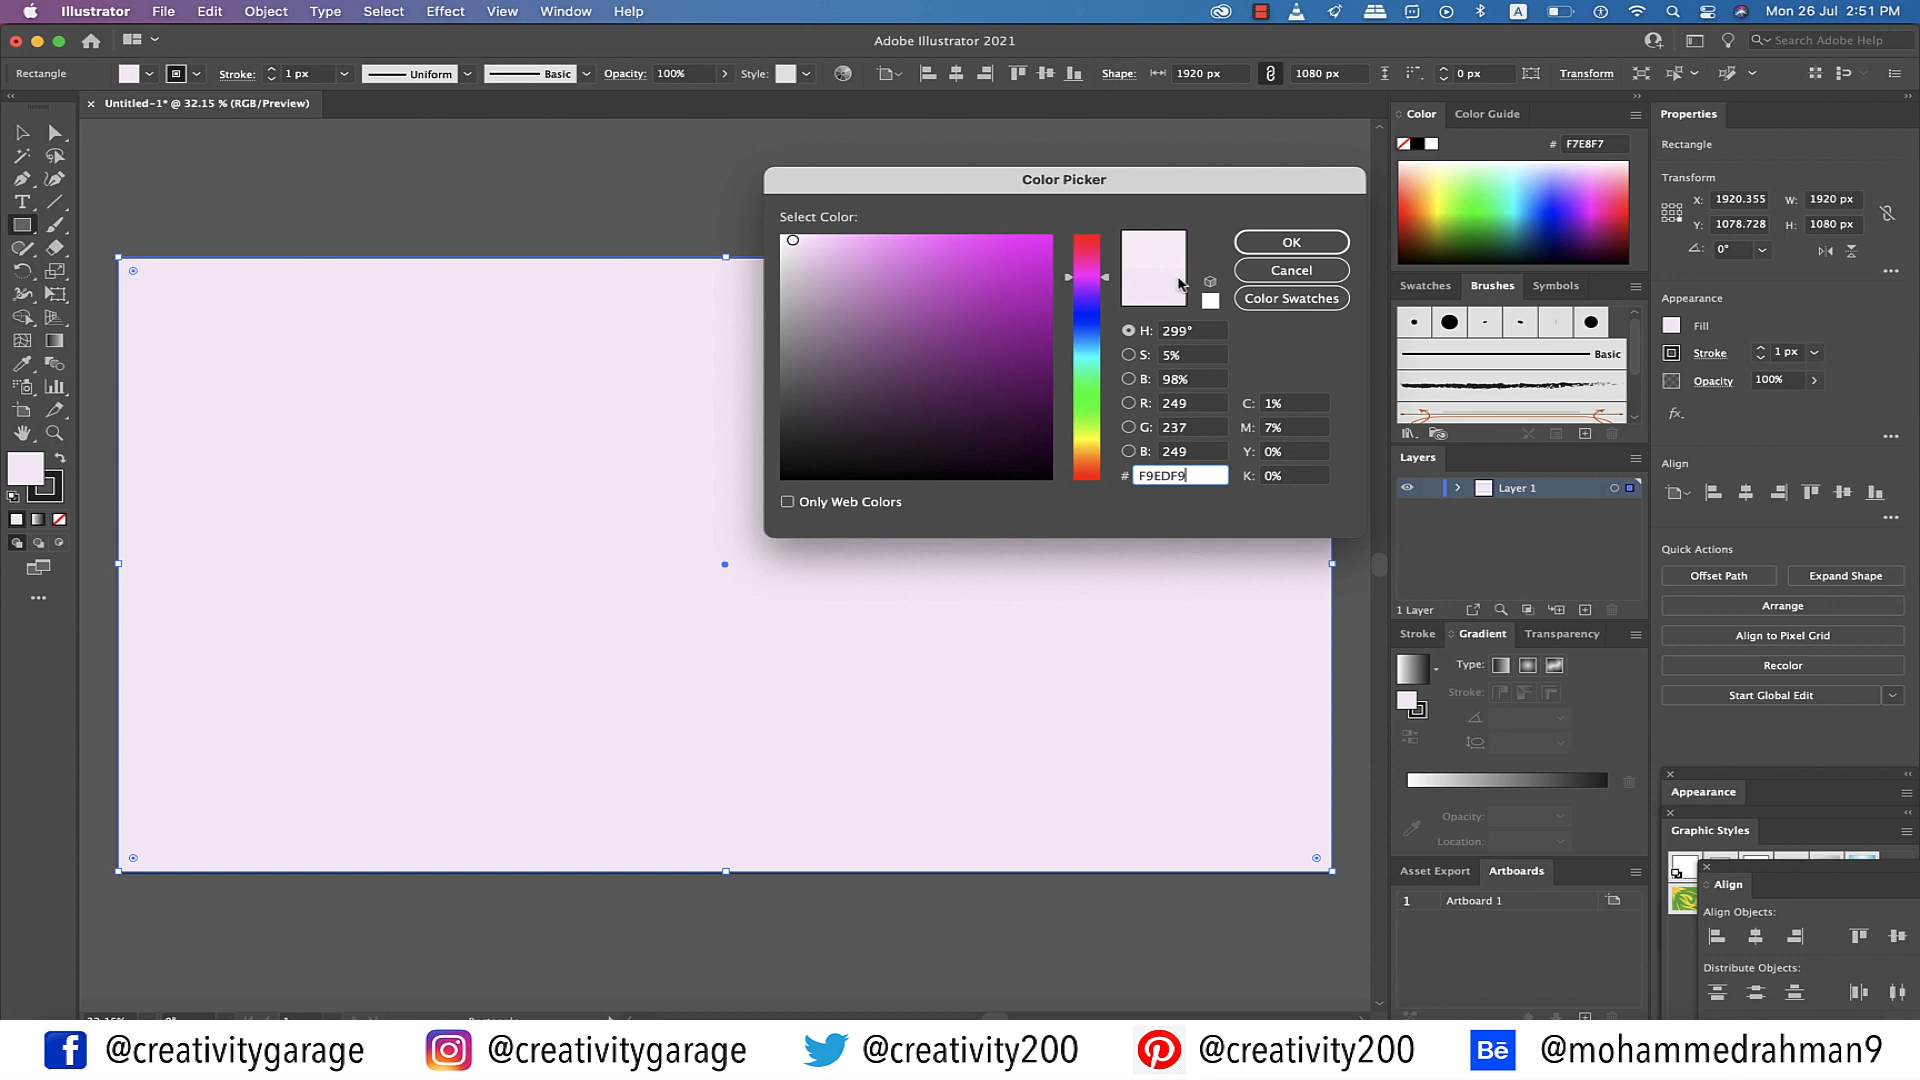 Illustrator File Edit Object Type Select Effect View Window Help
A Mon 26 Jul 2:51 PM
Adobe Illustrator 2021
Search Adobe Help
Rectangle Stroke: 1 px Uniform Basic Opacity: 100% Style: Shape: 1920 px 1080 px 0 px Transform
Untitled-1* @ 32.15 % (RGB/Preview)
Color Picker
Select Color:
OK
Cancel
Color Swatches
H: 299°
S: 5%
B: 98%
R: 249 C: 1%
G: 237 M: 7%
B: 249 Y: 0%
# F9EDF9 K: 0%
Only Web Colors
Color Color Guide
# F7E8F7
Swatches Brushes Symbols
Basic
Layers
Layer 1
1 Layer
Stroke Gradient Transparency
Type:
Stroke:
Opacity:
Location:
Asset Export Artboards
1 Artboard 1
Properties
Rectangle
Transform
X: 1920.355 W: 1920 px
Y: 1078.728 H: 1080 px
0°
Appearance
Fill
Stroke 1 px
Opacity 100%
fx.
Align
Quick Actions
Offset Path Expand Shape
Arrange
Align to Pixel Grid
Recolor
Start Global Edit
Appearance
Graphic Styles
Align
Align Objects:
Distribute Objects:
@creativitygarage @creativitygarage @creativity200 @creativity200 Bē @mohammedrahman9